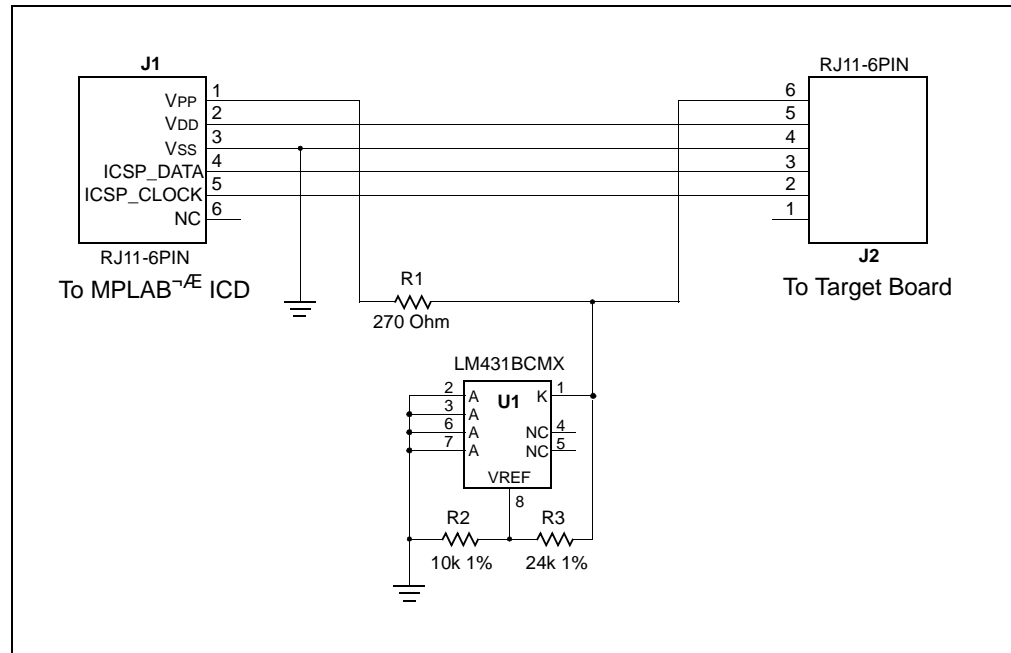 J1
RJ11-6PIN
VPP 1
VDD 2
VSS 3
ICSP_DATA 4
ICSP_CLOCK 5
NC 6
6
5
4
3
2
1
RJ11-6PIN
To MPLAB¬Æ ICD
J2
To Target Board
R1
270 Ohm
LM431BCMX
2 A
3 A
6 A
7 A
U1
K 1
NC 4
NC 5
VREF
8
R2
10k 1%
R3
24k 1%